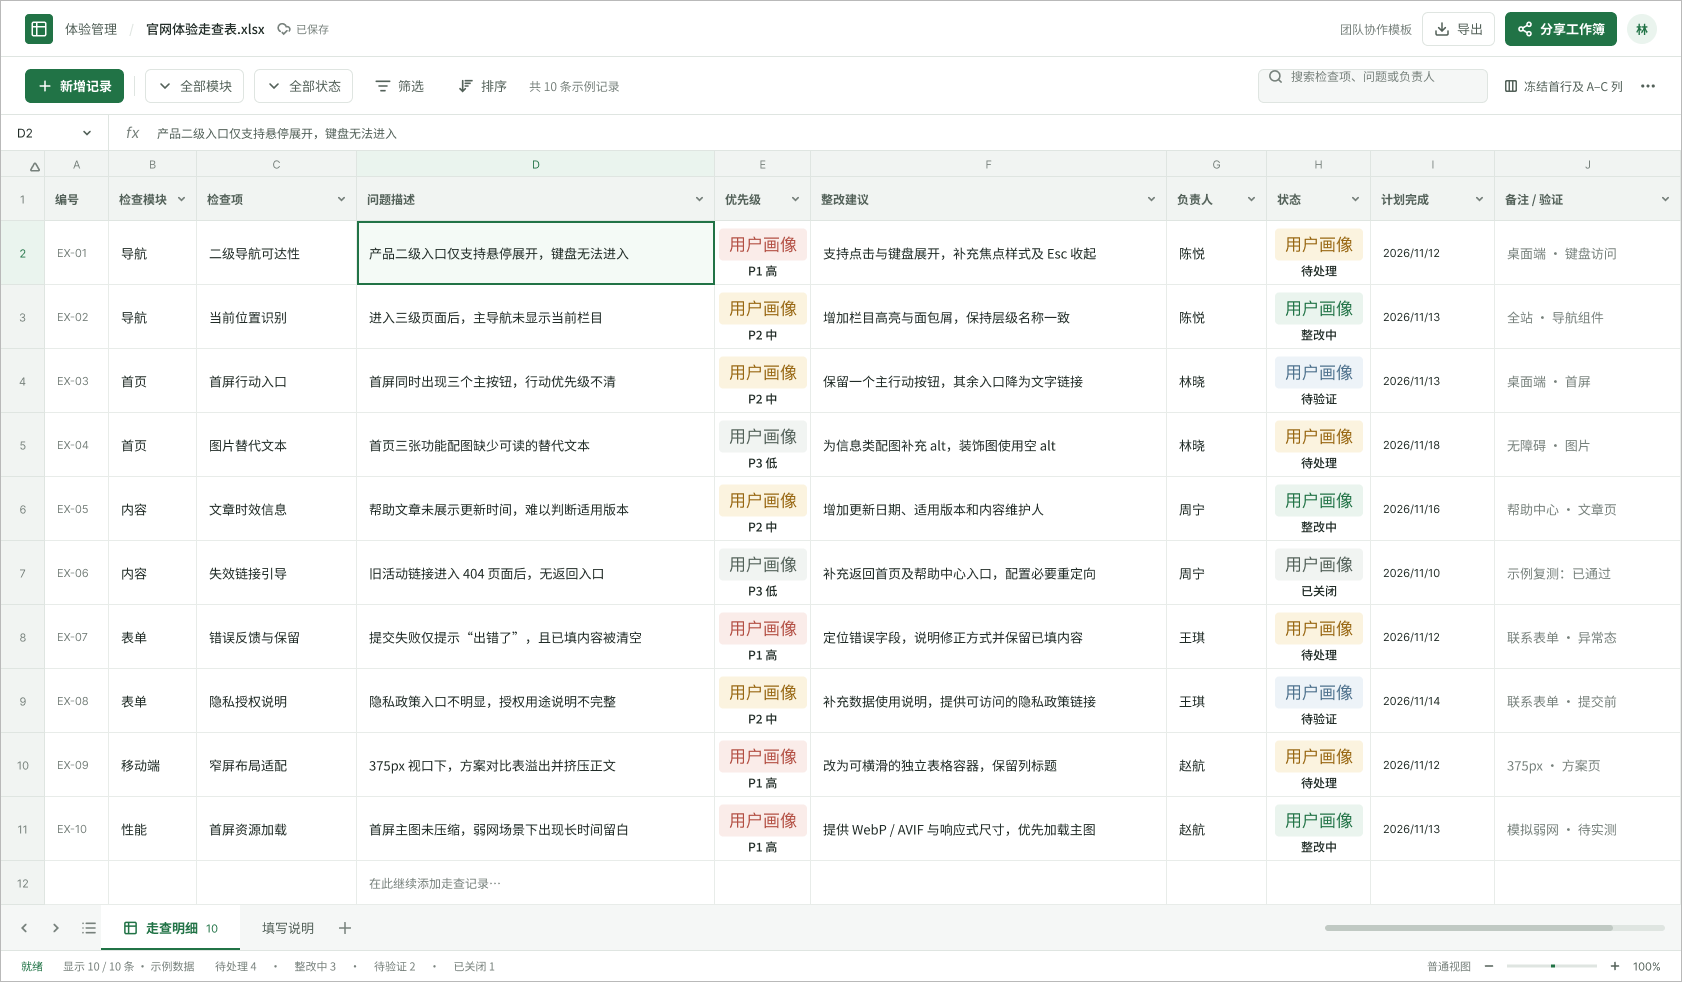 体验管理 / 官网体验走查表.xlsx 已保存 团队协作模板 导出 分享工作簿 林
新增记录 全部模块 全部状态 筛选 排序 共 10 条示例记录 搜索检查项、问题或负责人 冻结首行及 A–C 列
D2 fx 产品二级入口仅支持悬停展开，键盘无法进入
A B C D E F G H I J
1 编号 检查模块 检查项 问题描述 优先级 整改建议 负责人 状态 计划完成 备注 / 验证
2 EX-01 导航 二级导航可达性 产品二级入口仅支持悬停展开，键盘无法进入 用户画像 P1 高 支持点击与键盘展开，补充焦点样式及 Esc 收起 陈悦 用户画像 待处理 2026/11/12 桌面端 · 键盘访问
3 EX-02 导航 当前位置识别 进入三级页面后，主导航未显示当前栏目 用户画像 P2 中 增加栏目高亮与面包屑，保持层级名称一致 陈悦 用户画像 整改中 2026/11/13 全站 · 导航组件
4 EX-03 首页 首屏行动入口 首屏同时出现三个主按钮，行动优先级不清 用户画像 P2 中 保留一个主行动按钮，其余入口降为文字链接 林晓 用户画像 待验证 2026/11/13 桌面端 · 首屏
5 EX-04 首页 图片替代文本 首页三张功能配图缺少可读的替代文本 用户画像 P3 低 为信息类配图补充 alt，装饰图使用空 alt 林晓 用户画像 待处理 2026/11/18 无障碍 · 图片
6 EX-05 内容 文章时效信息 帮助文章未展示更新时间，难以判断适用版本 用户画像 P2 中 增加更新日期、适用版本和内容维护人 周宁 用户画像 整改中 2026/11/16 帮助中心 · 文章页
7 EX-06 内容 失效链接引导 旧活动链接进入 404 页面后，无返回入口 用户画像 P3 低 补充返回首页及帮助中心入口，配置必要重定向 周宁 用户画像 已关闭 2026/11/10 示例复测：已通过
8 EX-07 表单 错误反馈与保留 提交失败仅提示“出错了”，且已填内容被清空 用户画像 P1 高 定位错误字段，说明修正方式并保留已填内容 王琪 用户画像 待处理 2026/11/12 联系表单 · 异常态
9 EX-08 表单 隐私授权说明 隐私政策入口不明显，授权用途说明不完整 用户画像 P2 中 补充数据使用说明，提供可访问的隐私政策链接 王琪 用户画像 待验证 2026/11/14 联系表单 · 提交前
10 EX-09 移动端 窄屏布局适配 375px 视口下，方案对比表溢出并挤压正文 用户画像 P1 高 改为可横滑的独立表格容器，保留列标题 赵航 用户画像 待处理 2026/11/12 375px · 方案页
11 EX-10 性能 首屏资源加载 首屏主图未压缩，弱网场景下出现长时间留白 用户画像 P1 高 提供 WebP / AVIF 与响应式尺寸，优先加载主图 赵航 用户画像 整改中 2026/11/13 模拟弱网 · 待实测
12 在此继续添加走查记录…
走查明细 10 填写说明
就绪 显示 10 / 10 条 · 示例数据 待处理 4 · 整改中 3 · 待验证 2 · 已关闭 1 普通视图 100%